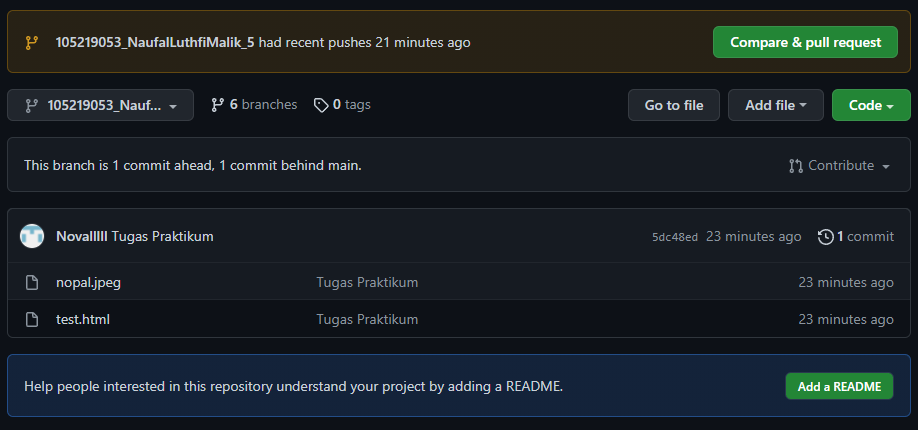 105219053_NaufalLuthfiMalik_5 had recent pushes 21 minutes ago
Compare & pull request
105219053_Nauf...
6 branches
0 tags
Go to file
Add file
Code
This branch is 1 commit ahead, 1 commit behind main.
Contribute
Novalllll Tugas Praktikum
5dc48ed 23 minutes ago
1 commit
nopal.jpeg
Tugas Praktikum
23 minutes ago
test.html
Tugas Praktikum
23 minutes ago
Help people interested in this repository understand your project by adding a README.
Add a README